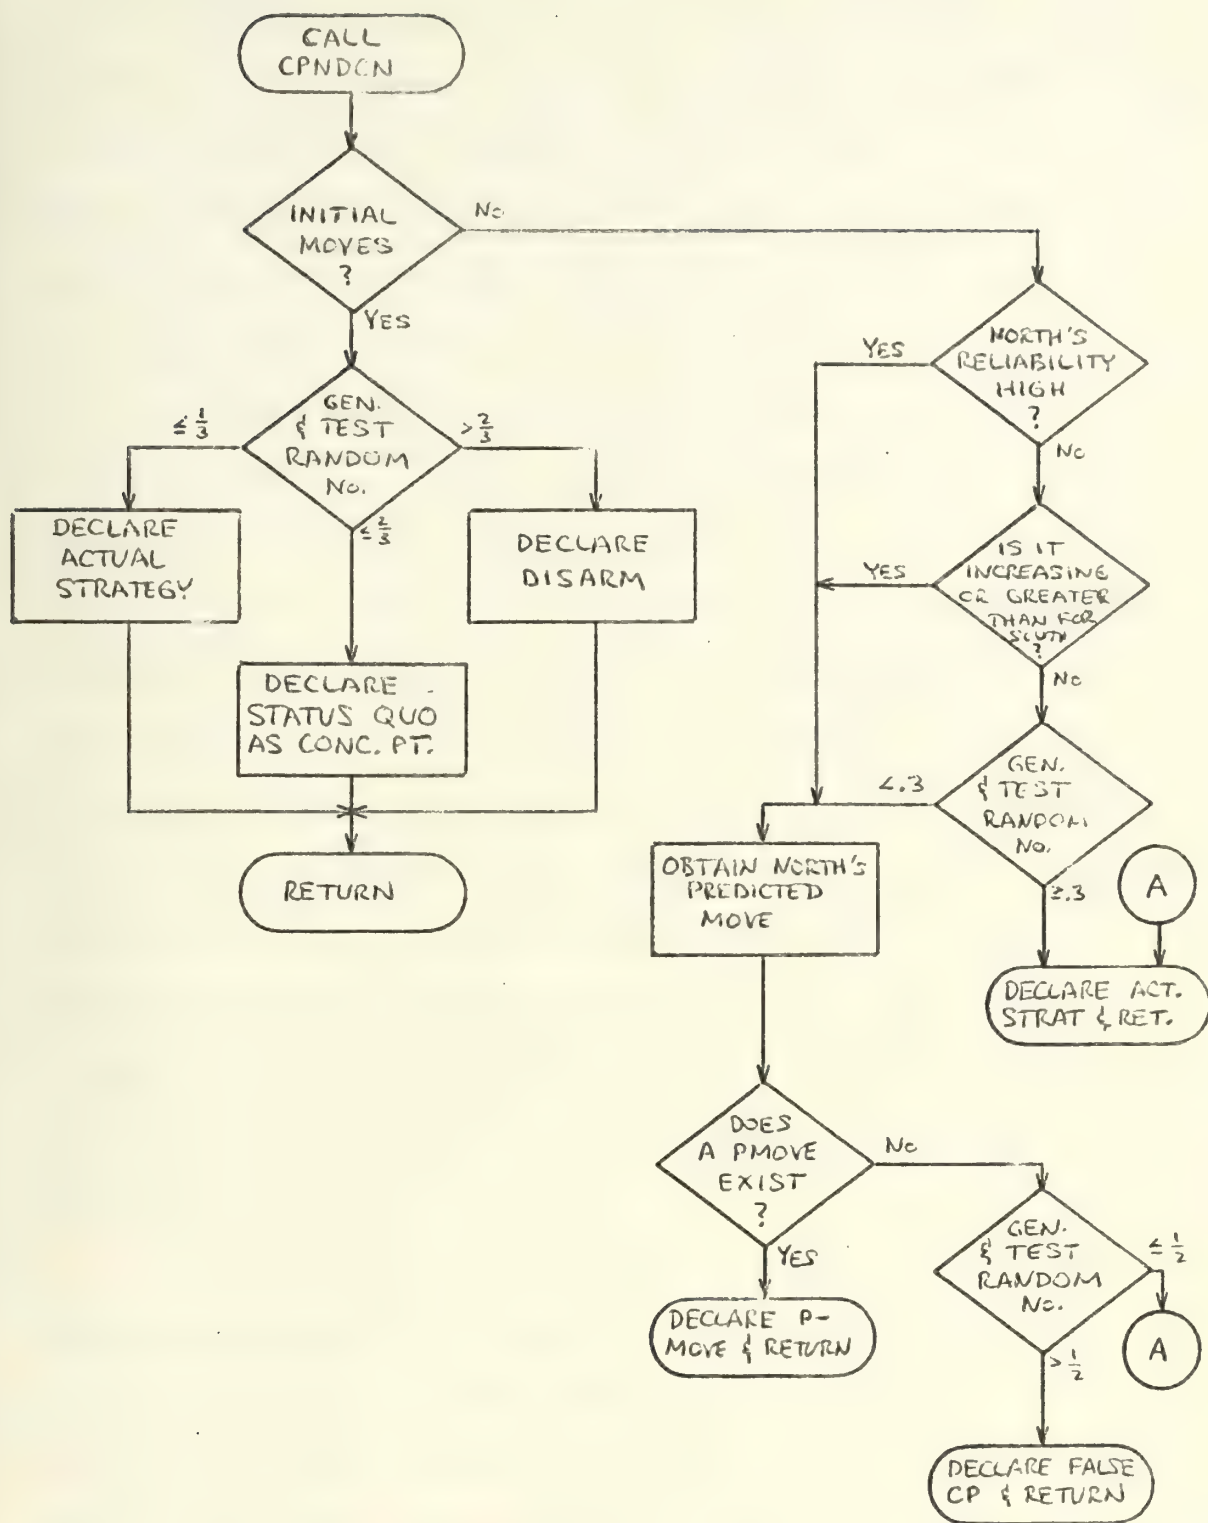 CALL
CPNDCN
INITIAL
MOVES
?
No
YES
GEN.
& TEST
RANDOM
No.
≤ 1/3
> 2/3
≤ 2/3
DECLARE
ACTUAL
STRATEGY
DECLARE
DISARM
DECLARE
STATUS QUO
AS CONC. PT.
RETURN
NORTH'S
RELIABILITY
HIGH
?
YES
No
IS IT
INCREASING
OR GREATER
THAN FOR
SOUTH
?
YES
No
GEN.
& TEST
RANDOM
No.
<.3
≥.3
A
DECLARE ACT.
STRAT & RET.
OBTAIN NORTH'S
PREDICTED
MOVE
DOES
A PMOVE
EXIST
?
No
YES
DECLARE P-
MOVE & RETURN
GEN.
& TEST
RANDOM
No.
≤ 1/2
A
> 1/2
DECLARE FALSE
CP & RETURN